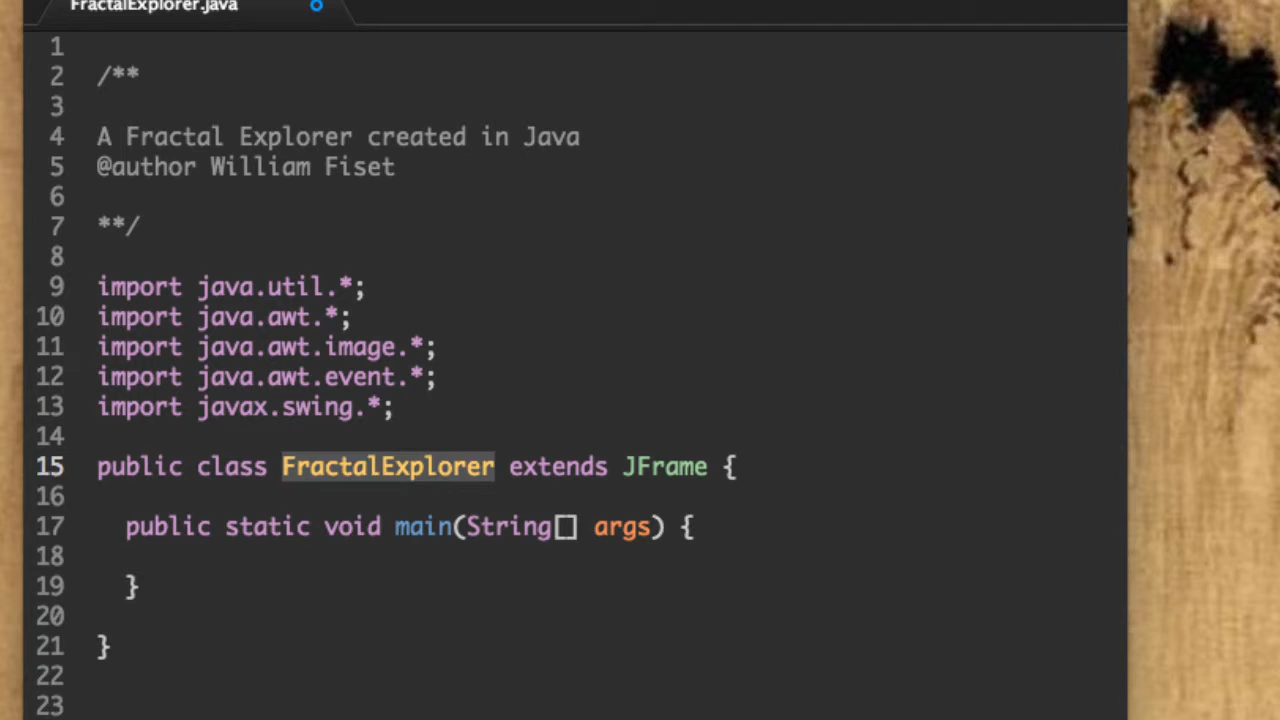 FractalExplorer.java
1
2 /**
3
4 A Fractal Explorer created in Java
5 @author William Fiset
6
7 **/
8
9 import java.util.*;
10 import java.awt.*;
11 import java.awt.image.*;
12 import java.awt.event.*;
13 import javax.swing.*;
14
15 public class FractalExplorer extends JFrame {
16
17 public static void main(String[] args) {
18
19 }
20
21 }
22
23